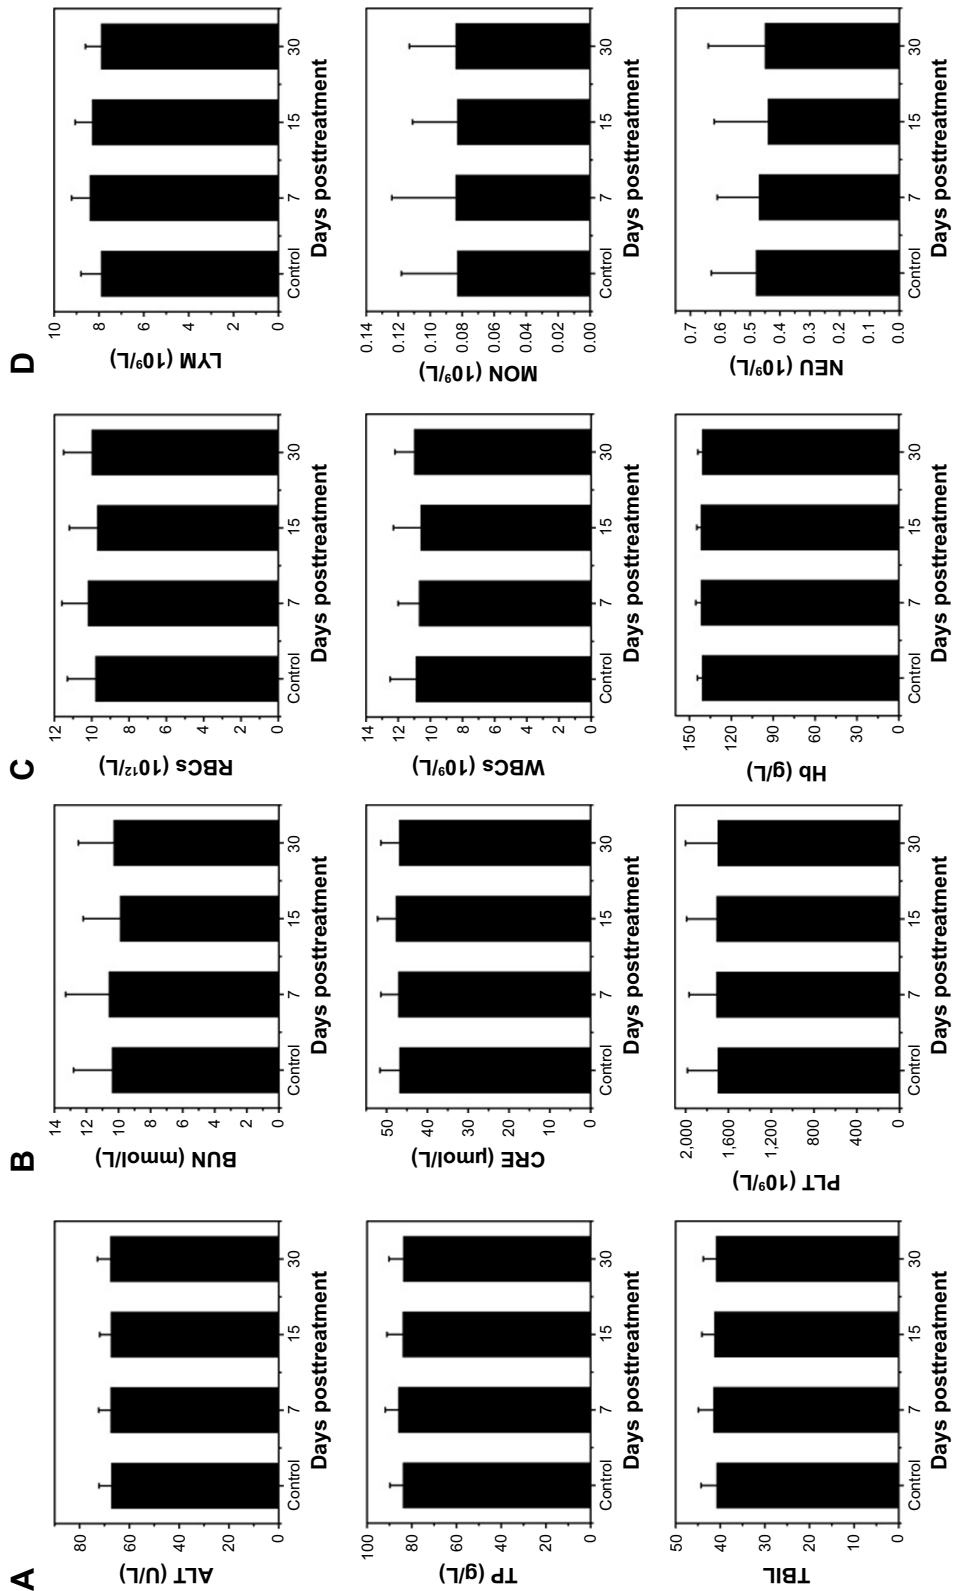 A
ALT (U/L)
80
60
40
20
0
Control 7 15 30
Days posttreatment
TP (g/L)
100
80
60
40
20
0
Control 7 15 30
Days posttreatment
TBIL
50
40
30
20
10
0
Control 7 15 30
Days posttreatment
B
BUN (mmol/L)
14
12
10
8
6
4
2
0
Control 7 15 30
Days posttreatment
CRE (µmol/L)
50
40
30
20
10
0
Control 7 15 30
Days posttreatment
PLT (10⁹/L)
2,000
1,600
1,200
800
400
0
Control 7 15 30
Days posttreatment
C
RBCs (10¹²/L)
12
10
8
6
4
2
0
Control 7 15 30
Days posttreatment
WBCs (10⁹/L)
14
12
10
8
6
4
2
0
Control 7 15 30
Days posttreatment
Hb (g/L)
150
120
90
60
30
0
Control 7 15 30
Days posttreatment
D
LYM (10⁹/L)
10
8
6
4
2
0
Control 7 15 30
Days posttreatment
MON (10⁹/L)
0.14
0.12
0.10
0.08
0.06
0.04
0.02
0.00
Control 7 15 30
Days posttreatment
NEU (10⁹/L)
0.7
0.6
0.5
0.4
0.3
0.2
0.1
0.0
Control 7 15 30
Days posttreatment